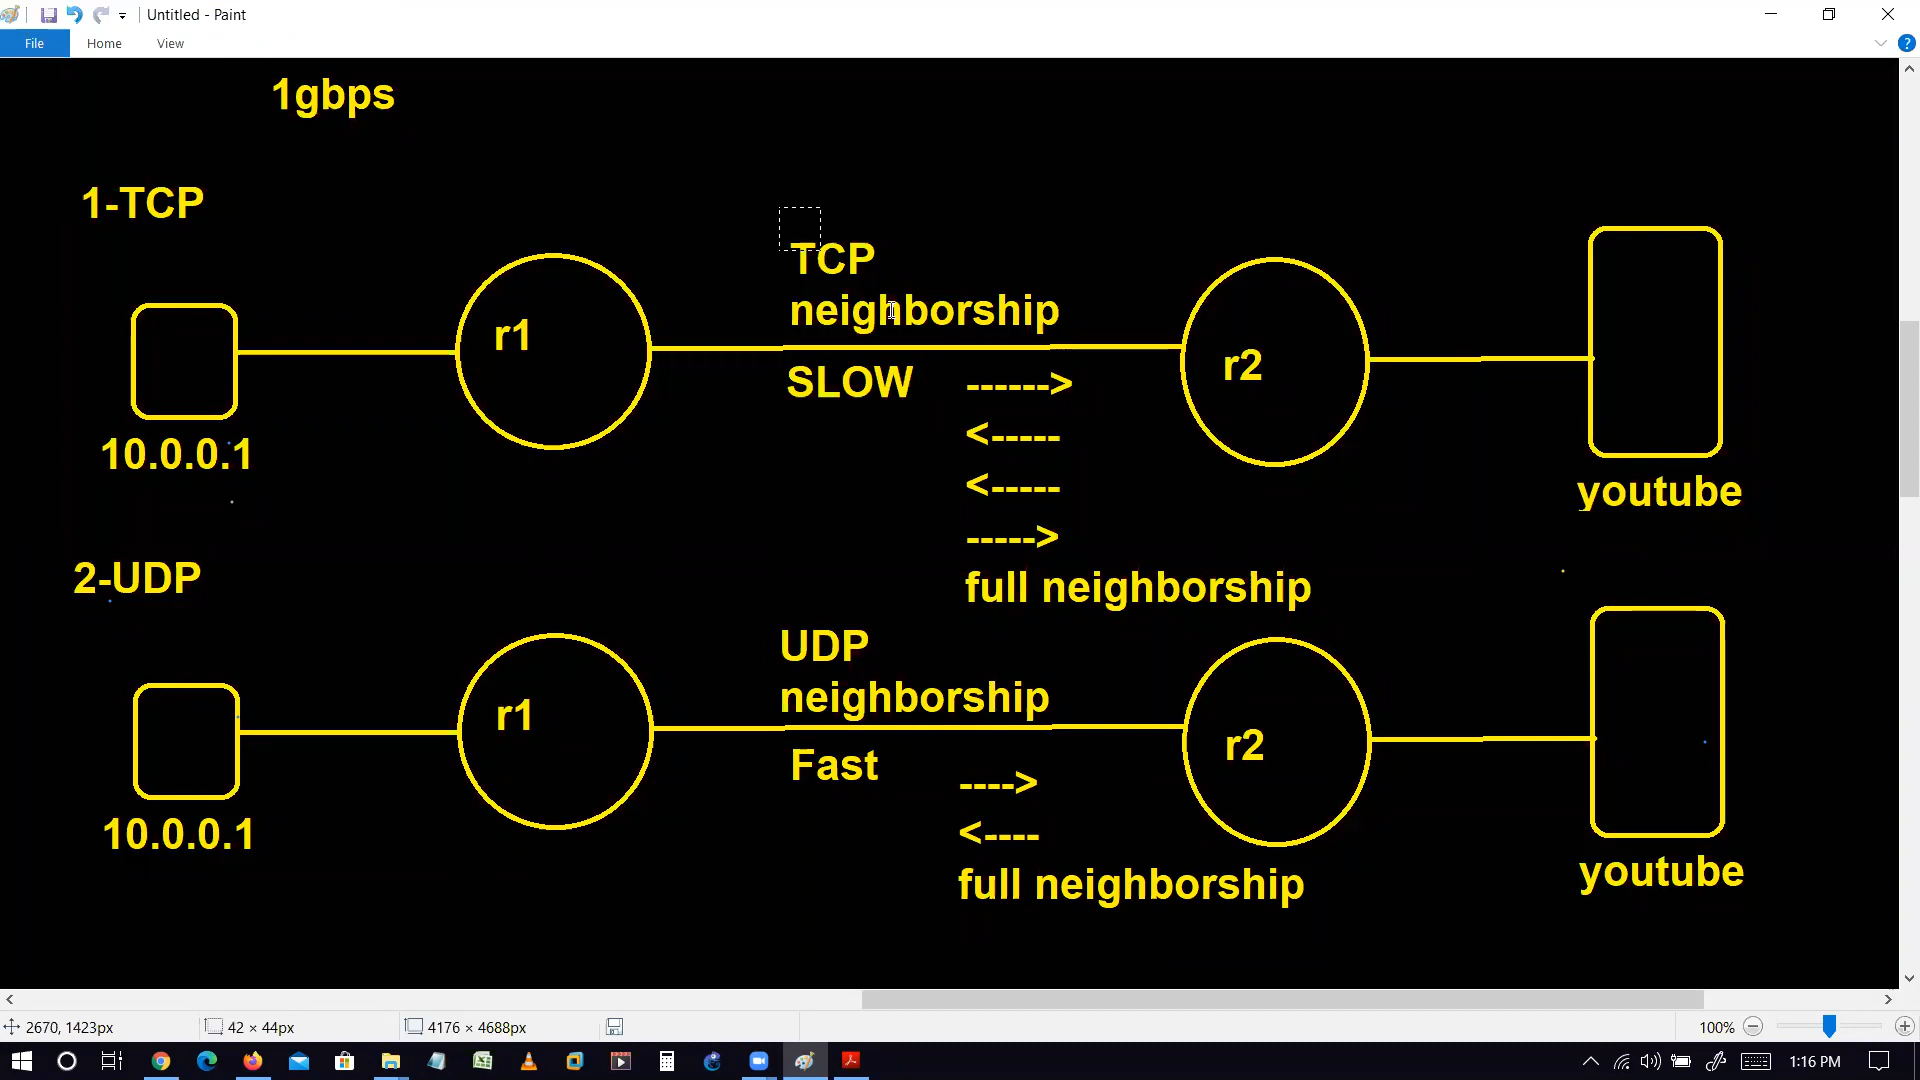 Untitled - Paint
File Home View
1gbps
1-TCP
TCP
neighborship
r1
r2
SLOW ------>
<-----
<-----
----->
full neighborship
10.0.0.1
youtube
2-UDP
UDP
neighborship
r1
r2
Fast
---->
<----
full neighborship
10.0.0.1
youtube
2670, 1423px 42 × 44px 4176 × 4688px 100%
1:16 PM